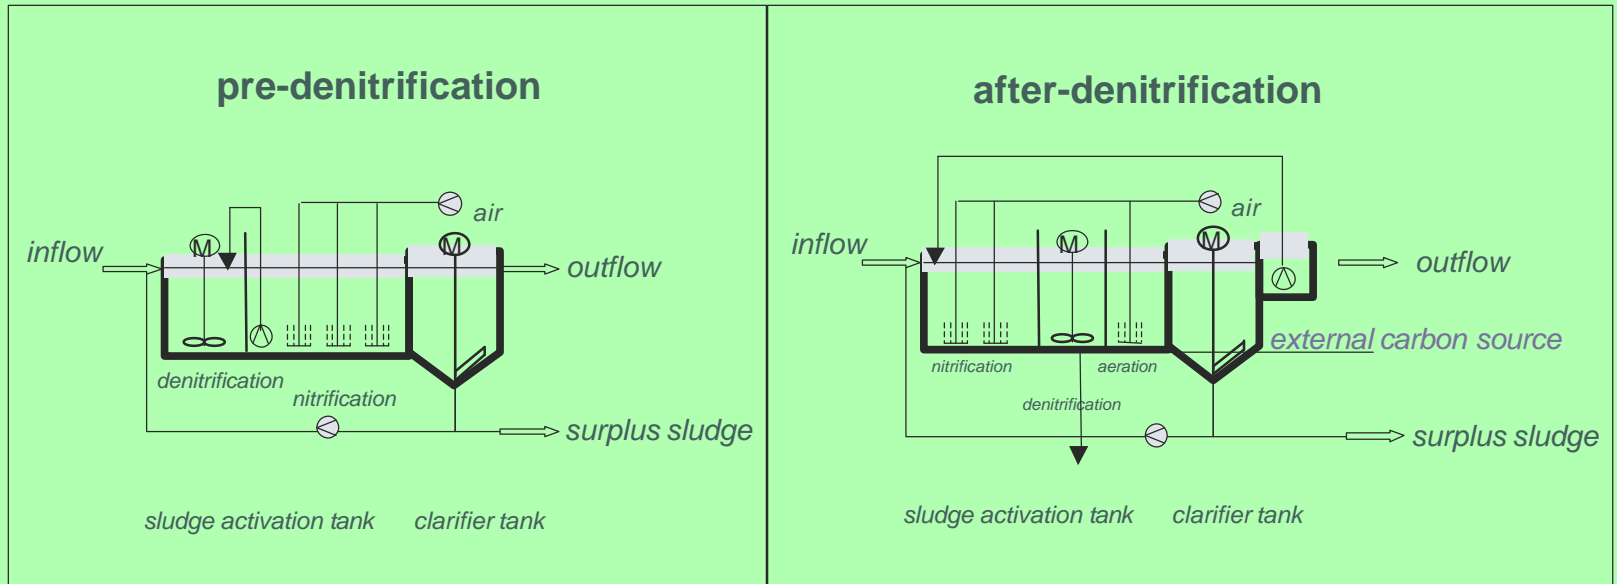 pre-denitrification
M
M
air
inflow
outflow
denitrification
nitrification
surplus sludge
sludge activation tank
clarifier tank
after-denitrification
M
M
air
inflow
outflow
external carbon source
nitrification
aeration
denitrification
surplus sludge
sludge activation tank
clarifier tank